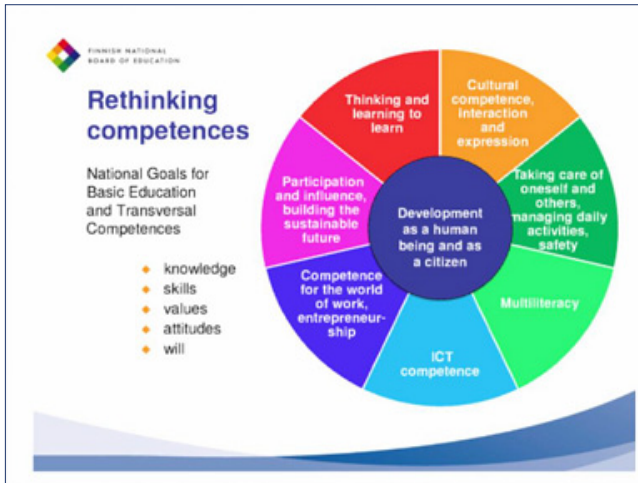 FINNISH NATIONAL
BOARD OF EDUCATION
Rethinking
competences
National Goals for
Basic Education
and Transversal
Competences
knowledge
skills
values
attitudes
will
Thinking and
learning to
learn
Cultural
competence,
interaction
and
expression
Taking care of
oneself and
others,
managing daily
activities,
safety
Multiliteracy
ICT
competence
Competence
for the world
of work,
entrepreneur-
ship
Participation
and influence,
building the
sustainable
future
Development
as a human
being and as
a citizen